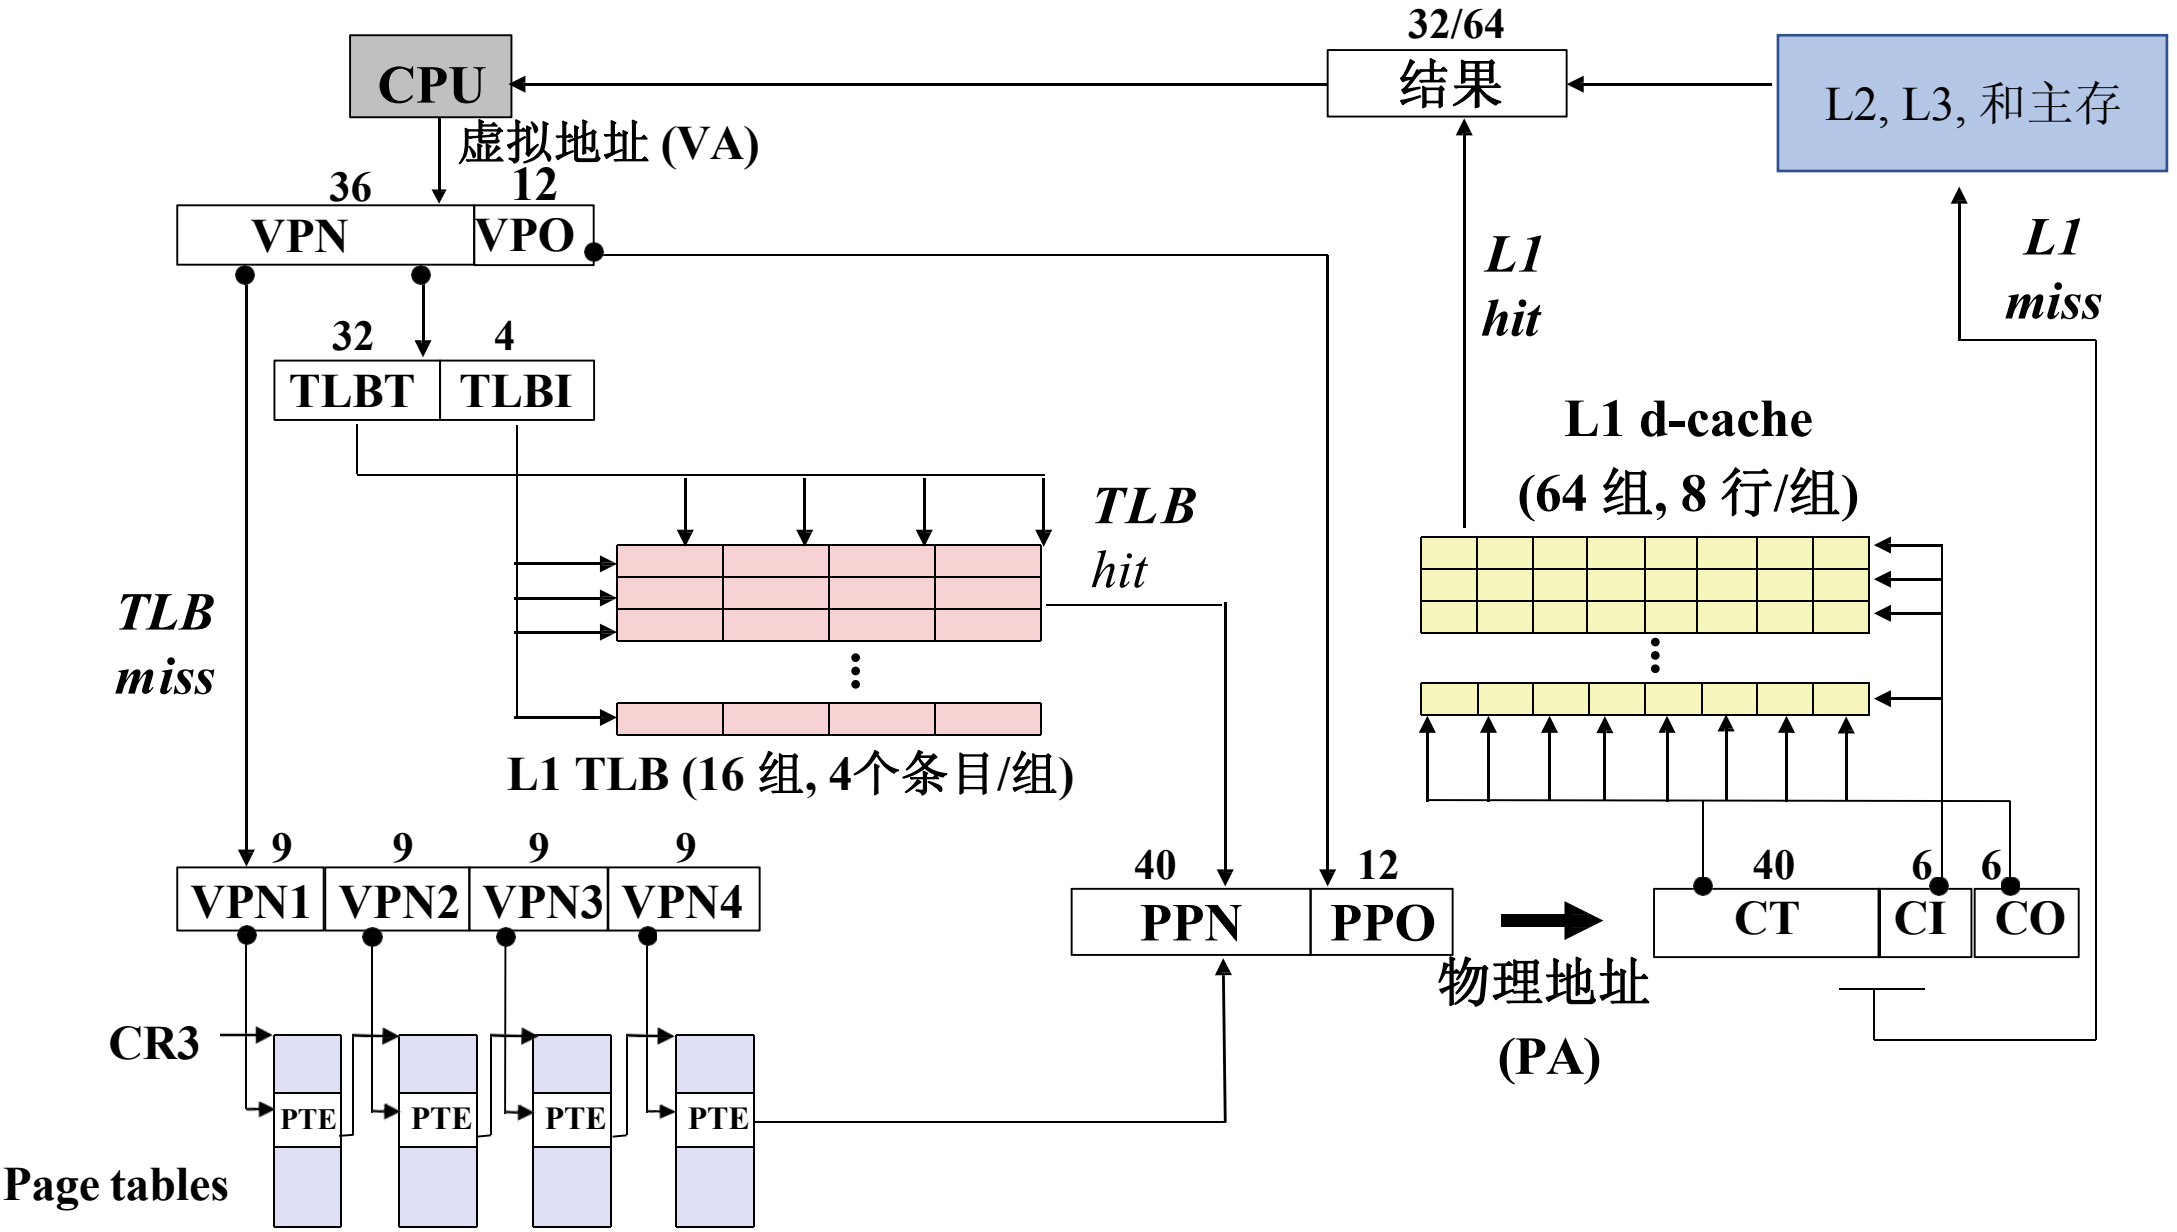 32/64
CPU
结果
L2, L3, 和主存
虚拟地址 (VA)
36
12
VPN
VPO
L1
hit
L1
miss
32
4
TLBT
TLBI
L1 d-cache
(64 组, 8 行/组)
TLB
hit
TLB
miss
L1 TLB (16 组, 4个条目/组)
9
9
9
9
VPN1
VPN2
VPN3
VPN4
40
12
PPN
PPO
40
6
6
CT
CI
CO
物理地址
(PA)
CR3
PTE
PTE
PTE
PTE
Page tables